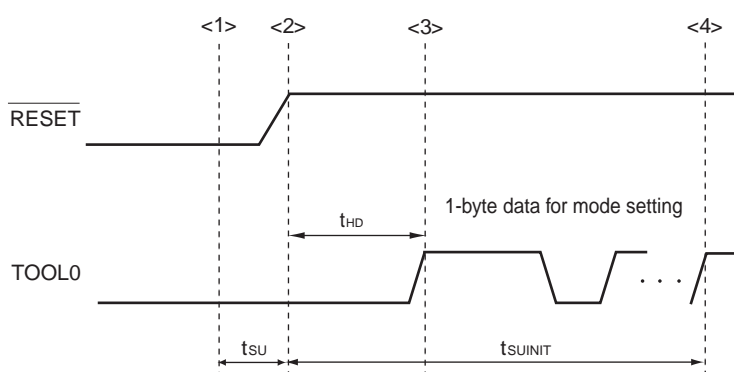 <1> <2> <3> <4>
RESET
1-byte data for mode setting
tHD
TOOL0
. . .
tSU tSUINIT